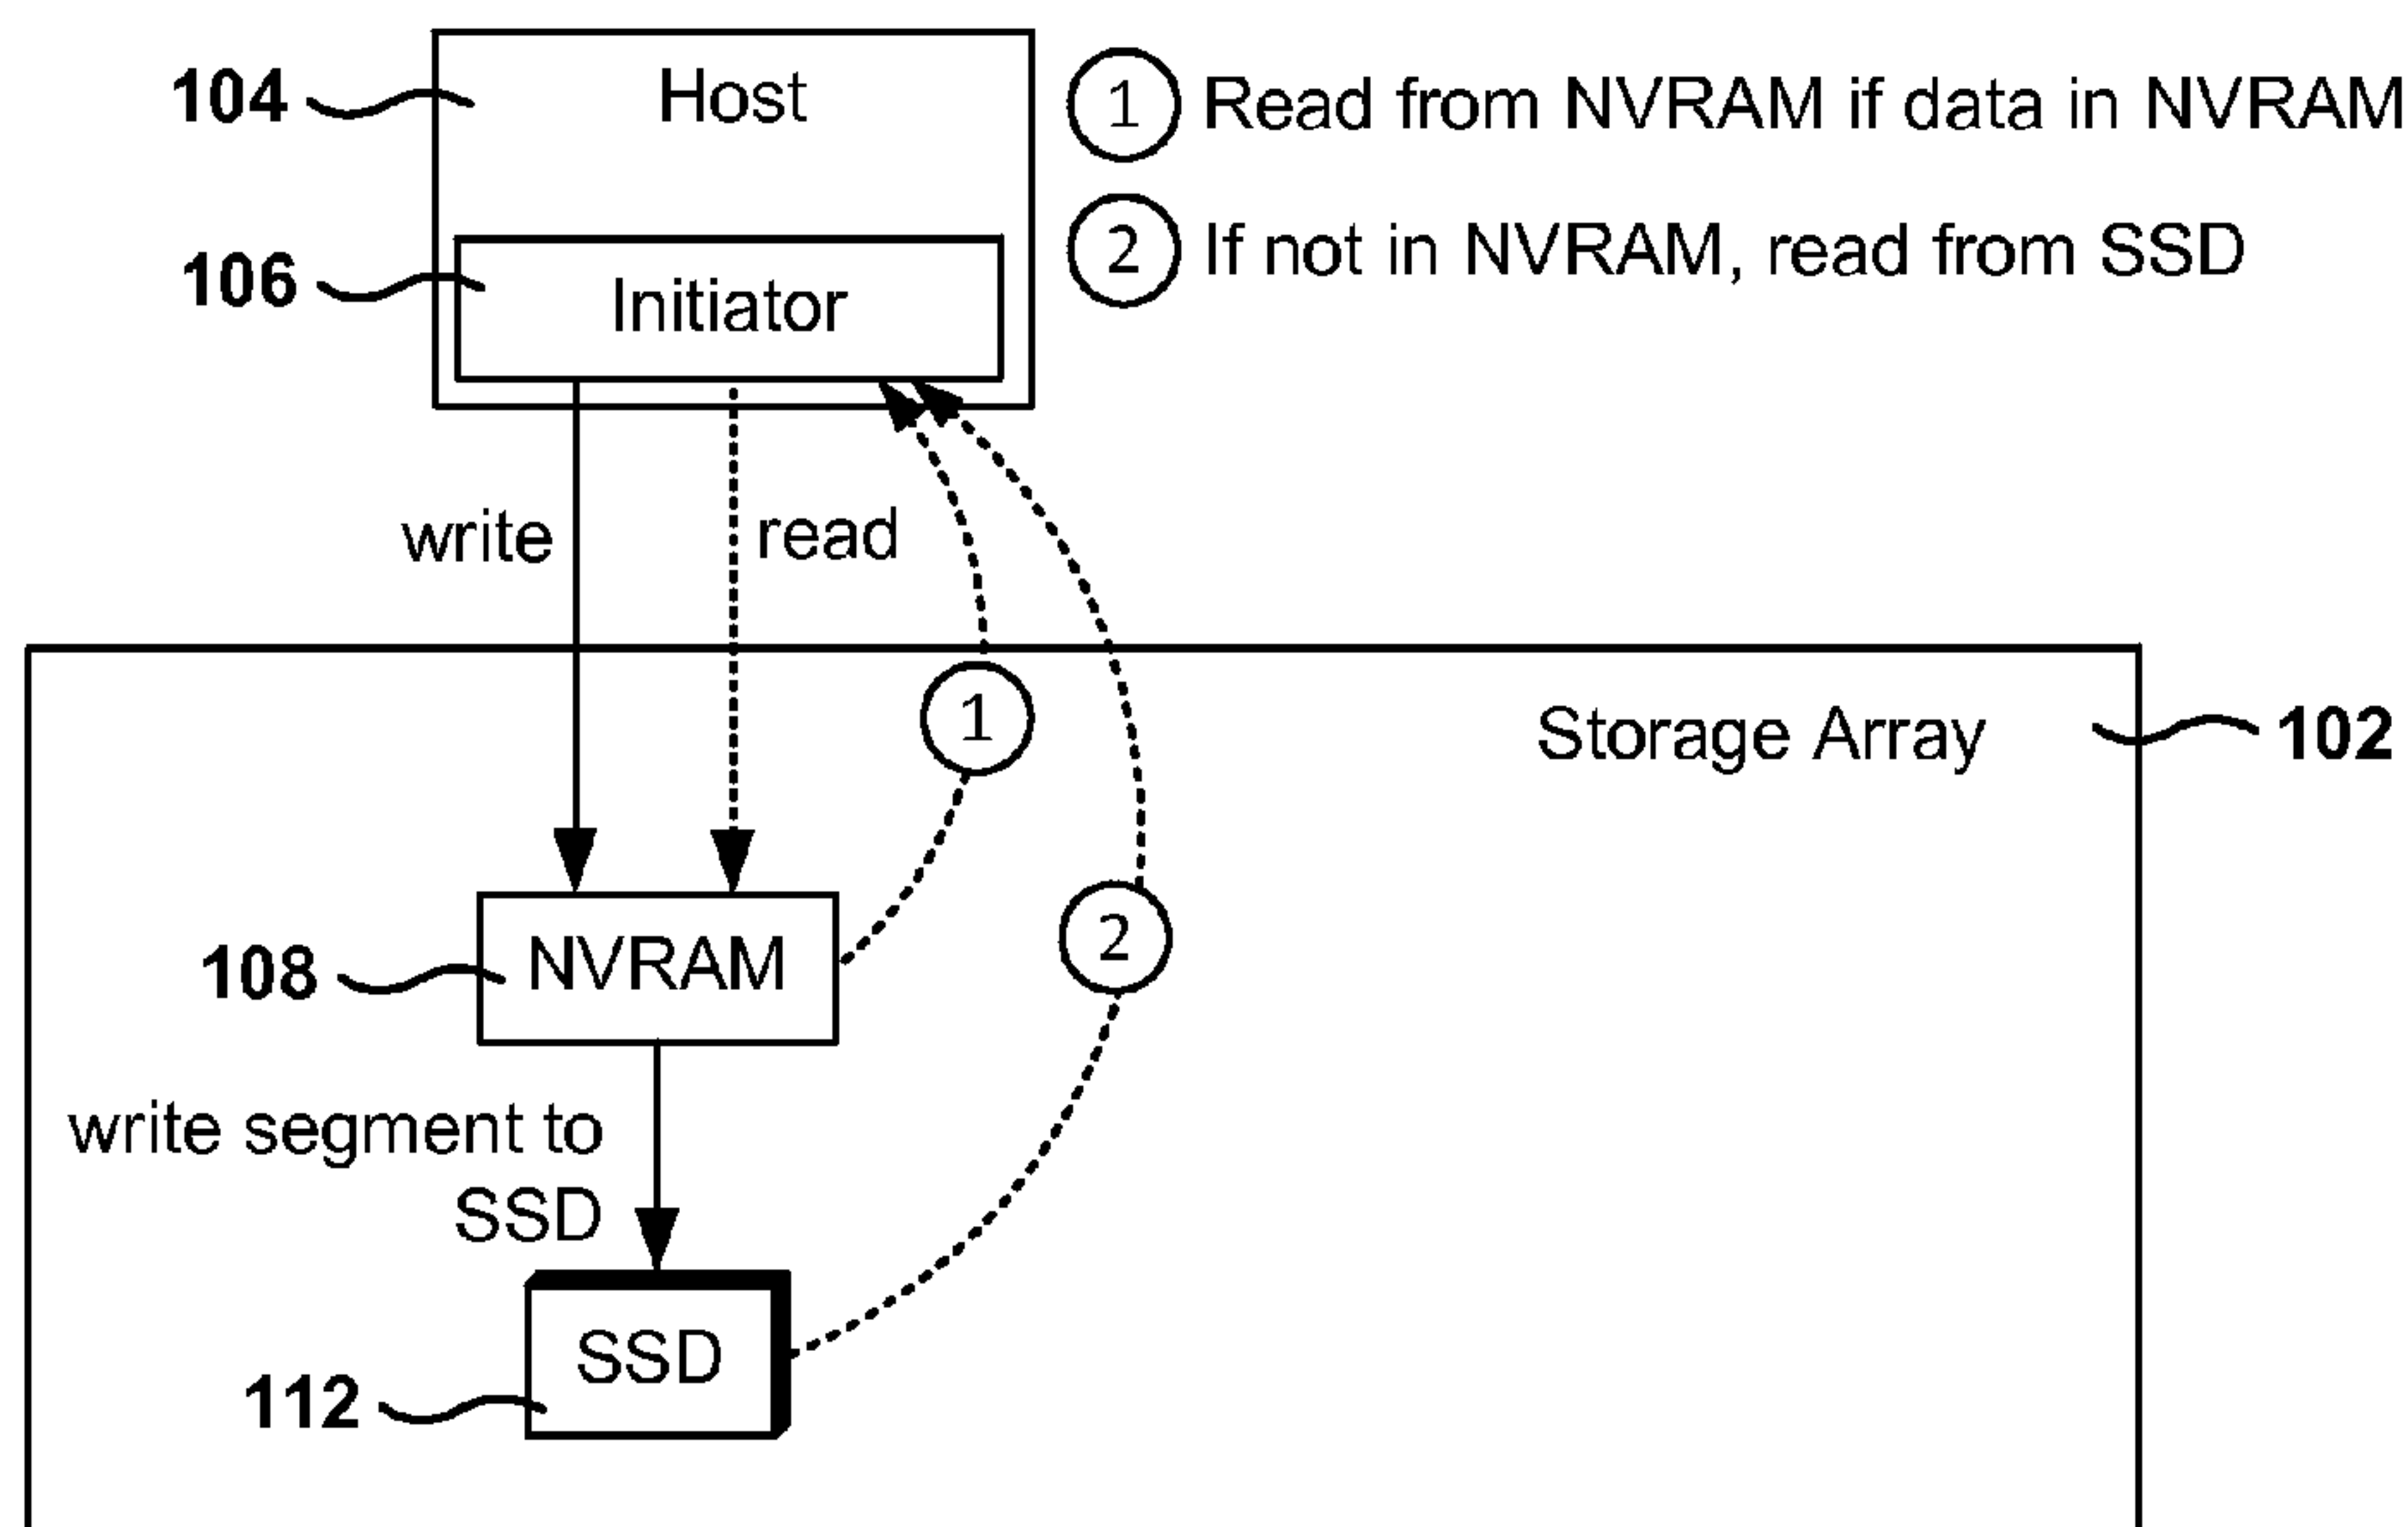 104
Host
1 Read from NVRAM if data in NVRAM
2 If not in NVRAM, read from SSD
106
Initiator
write
read
1
Storage Array
102
2
108
NVRAM
write segment to
SSD
SSD
112